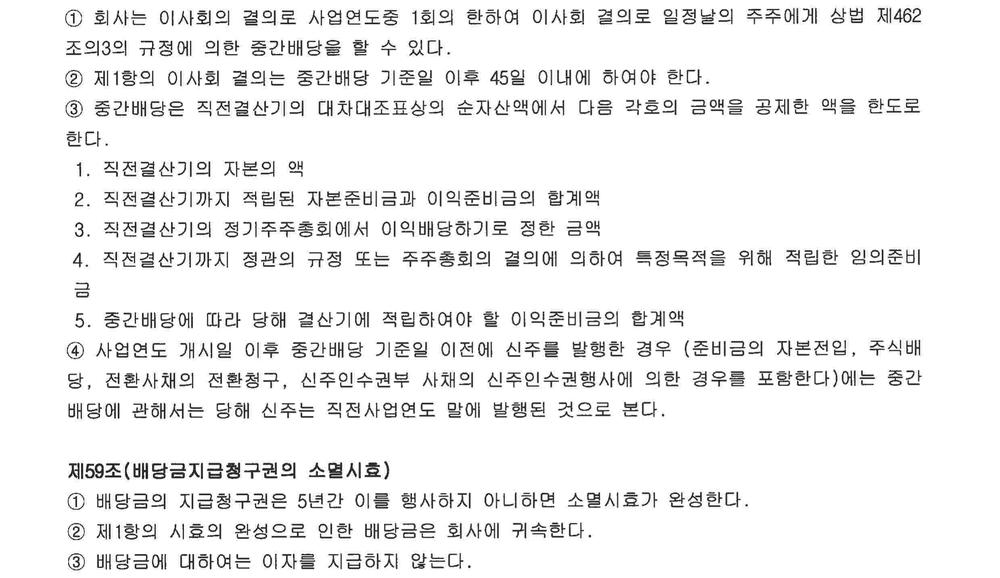 ① 회사는 이사회의 결의로 사업연도중 1회의 한하여 이사회 결의로 일정날의 주주에게 상법 제462
조의3의 규정에 의한 중간배당을 할 수 있다.
② 제1항의 이사회 결의는 중간배당 기준일 이후 45일 이내에 하여야 한다.
③ 중간배당은 직전결산기의 대차대조표상의 순자산액에서 다음 각호의 금액을 공제한 액을 한도로
한다.
1. 직전결산기의 자본의 액
2. 직전결산기까지 적립된 자본준비금과 이익준비금의 합계액
3. 직전결산기의 정기주주총회에서 이익배당하기로 정한 금액
4. 직전결산기까지 정관의 규정 또는 주주총회의 결의에 의하여 특정목적을 위해 적립한 임의준비
금
5. 중간배당에 따라 당해 결산기에 적립하여야 할 이익준비금의 합계액
④ 사업연도 개시일 이후 중간배당 기준일 이전에 신주를 발행한 경우 (준비금의 자본전입, 주식배
당, 전환사채의 전환청구, 신주인수권부 사채의 신주인수권행사에 의한 경우를 포함한다)에는 중간
배당에 관해서는 당해 신주는 직전사업연도 말에 발행된 것으로 본다.
제59조(배당금지급청구권의 소멸시효)
① 배당금의 지급청구권은 5년간 이를 행사하지 아니하면 소멸시효가 완성한다.
② 제1항의 시효의 완성으로 인한 배당금은 회사에 귀속한다.
③ 배당금에 대하여는 이자를 지급하지 않는다.